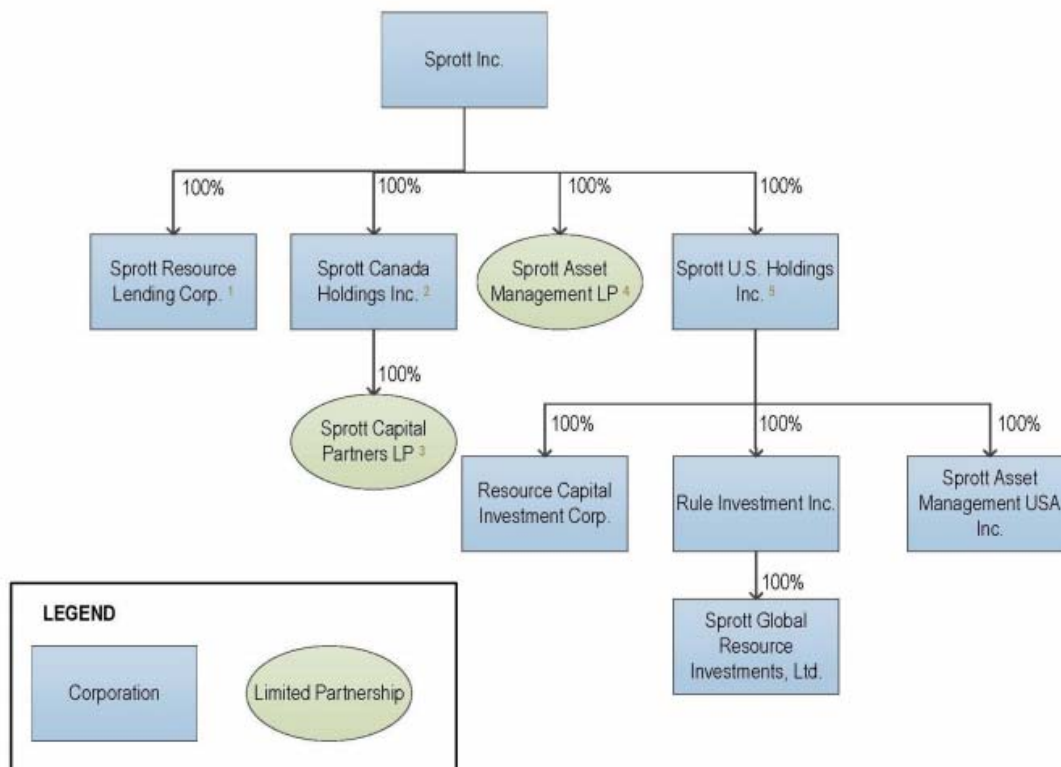 Sprott Inc.
100%
100%
100%
100%
Sprott Resource
Lending Corp. 1
Sprott Canada
Holdings Inc. 2
Sprott Asset
Management LP 4
Sprott U.S. Holdings
Inc. 5
100%
Sprott Capital
Partners LP 3
100%
100%
100%
Resource Capital
Investment Corp.
Rule Investment Inc.
Sprott Asset
Management USA
Inc.
100%
Sprott Global
Resource
Investments, Ltd.
LEGEND
Corporation
Limited Partnership